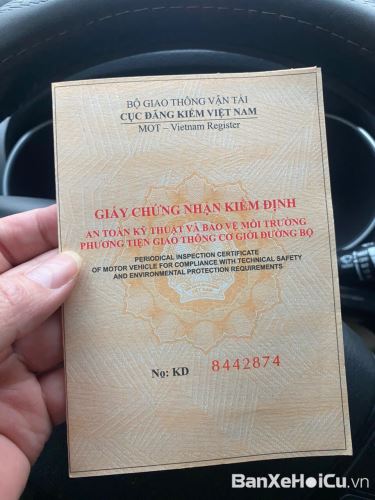 BỘ GIAO THÔNG VẬN TẢI
CỤC ĐĂNG KIỂM VIỆT NAM
MOT – Vietnam Register
GIẤY CHỨNG NHẬN KIỂM ĐỊNH
AN TOÀN KỸ THUẬT VÀ BẢO VỆ MÔI TRƯỜNG
PHƯƠNG TIỆN GIAO THÔNG CƠ GIỚI ĐƯỜNG BỘ
PERIODICAL INSPECTION CERTIFICATE
OF MOTOR VEHICLE FOR COMPLIANCE WITH TECHNICAL SAFETY
AND ENVIRONMENTAL PROTECTION REQUIREMENTS
No: KD 8442874
BanXeHoiCu.vn